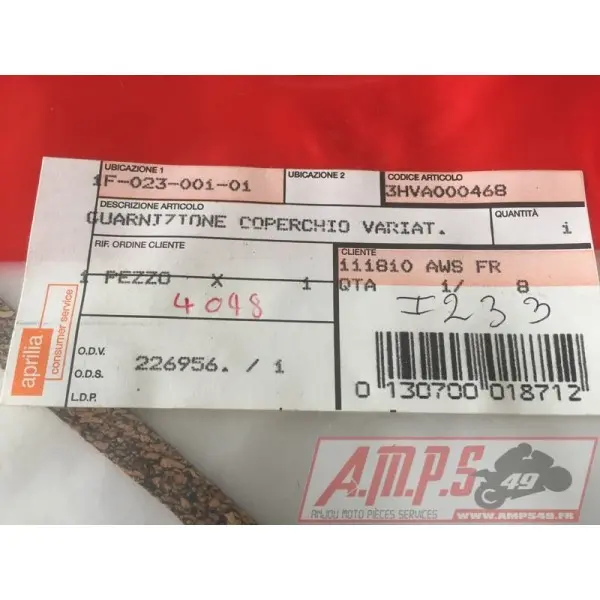 UBICAZIONE 1
1F-023-001-01
UBICAZIONE 2
CODICE ARTICOLO
3HVA000468
DESCRIZIONE ARTICOLO
GUARNIZIONE COPERCHIO VARIAT.
QUANTITÀ
1
RIF. ORDINE CLIENTE
1 PEZZO X 1
4098
CLIENTE
111810 AWS FR
QTA 1/ 8
I233
O.D.V.
O.D.S.
226956. / 1
L.D.P.
0 130700 018712
aprilia
consumer service
A.M.P.S 49
ANJOU MOTO PIECES SERVICES
WWW.AMPS49.FR